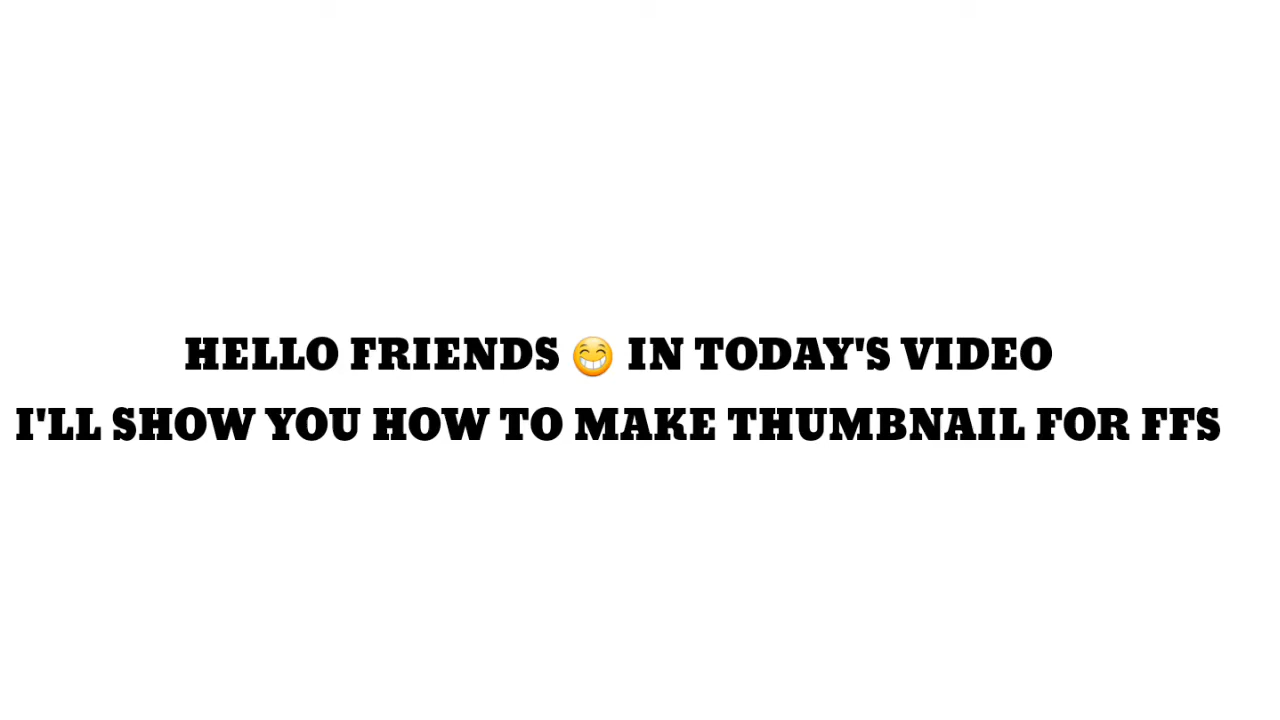 HELLO FRIENDS 😁 IN TODAY'S VIDEO
I'LL SHOW YOU HOW TO MAKE THUMBNAIL FOR FFS